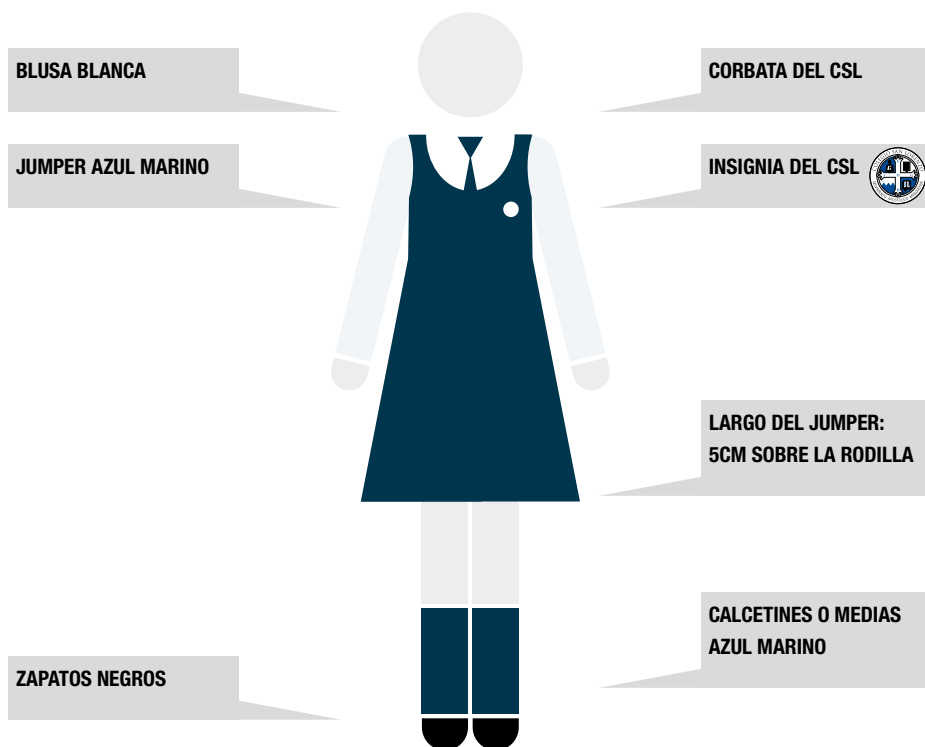 BLUSA BLANCA
CORBATA DEL CSL
JUMPER AZUL MARINO
INSIGNIA DEL CSL
LARGO DEL JUMPER:
5CM SOBRE LA RODILLA
CALCETINES O MEDIAS
AZUL MARINO
ZAPATOS NEGROS